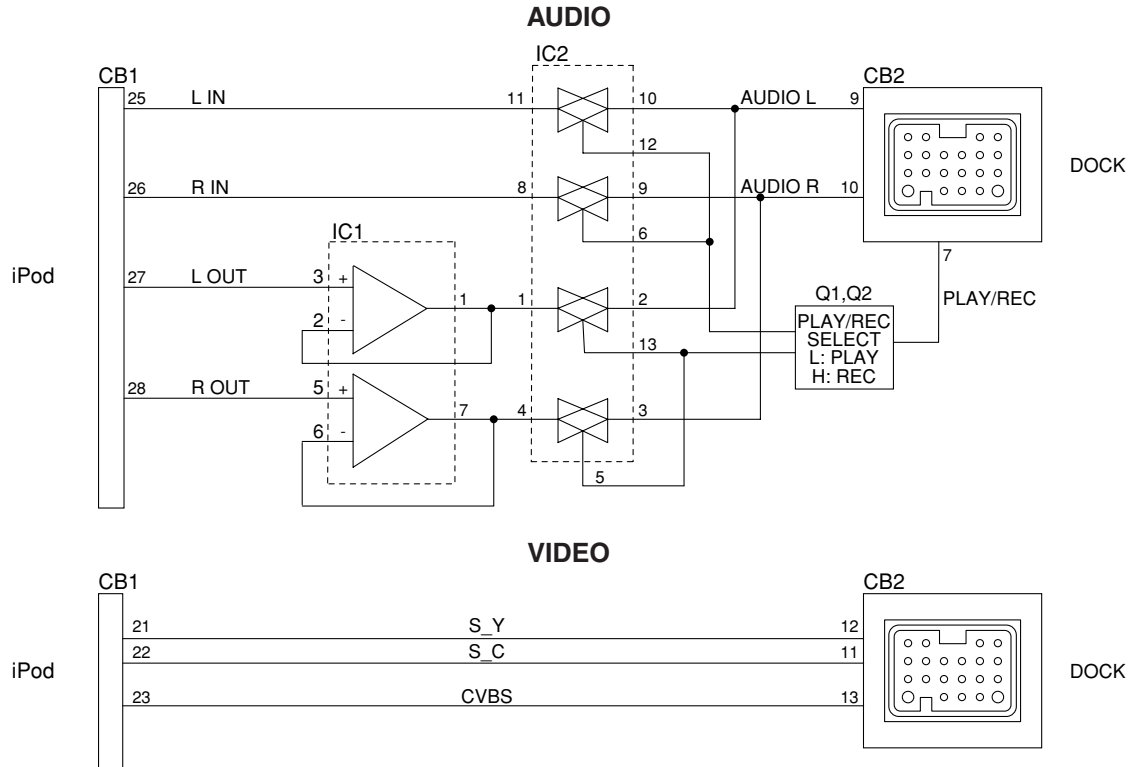 AUDIO
IC2
CB1
CB2
25 L IN 11 10 AUDIO L 9
12
DOCK
26 R IN 8 9 AUDIO R 10
IC1
6
7
iPod
27 L OUT 3 + 1 1 2
Q1,Q2
PLAY/REC
2 -
PLAY/REC
SELECT
L: PLAY
H: REC
13
28 R OUT 5 + 7 4 3
6 -
5
VIDEO
CB1
CB2
21 S_Y 12
22 S_C 11
iPod
DOCK
23 CVBS 13